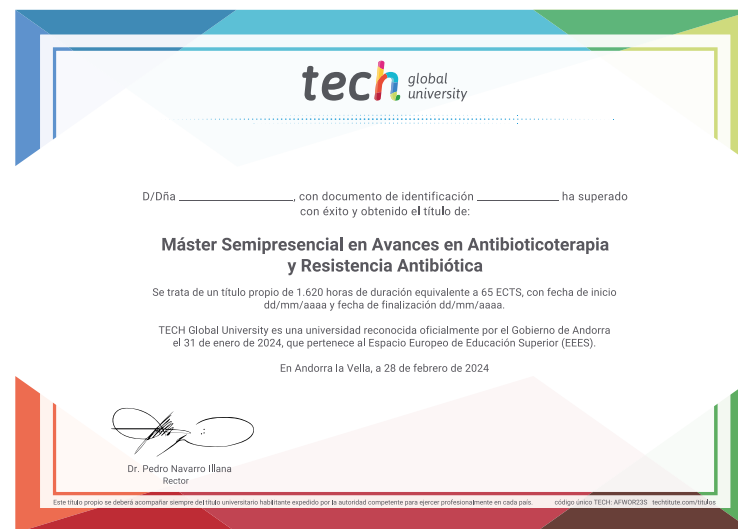 tech global university
D/Dña ______________________, con documento de identificación ________________ ha superado
con éxito y obtenido el título de:
Máster Semipresencial en Avances en Antibioticoterapia
y Resistencia Antibiótica
Se trata de un título propio de 1.620 horas de duración equivalente a 65 ECTS, con fecha de inicio
dd/mm/aaaa y fecha de finalización dd/mm/aaaa.
TECH Global University es una universidad reconocida oficialmente por el Gobierno de Andorra
el 31 de enero de 2024, que pertenece al Espacio Europeo de Educación Superior (EEES).
En Andorra la Vella, a 28 de febrero de 2024
Dr. Pedro Navarro Illana
Rector
Este título propio se deberá acompañar siempre del título universitario habilitante expedido por la autoridad competente para ejercer profesionalmente en cada país. código único TECH: AFWOR23S techtitute.com/titulos